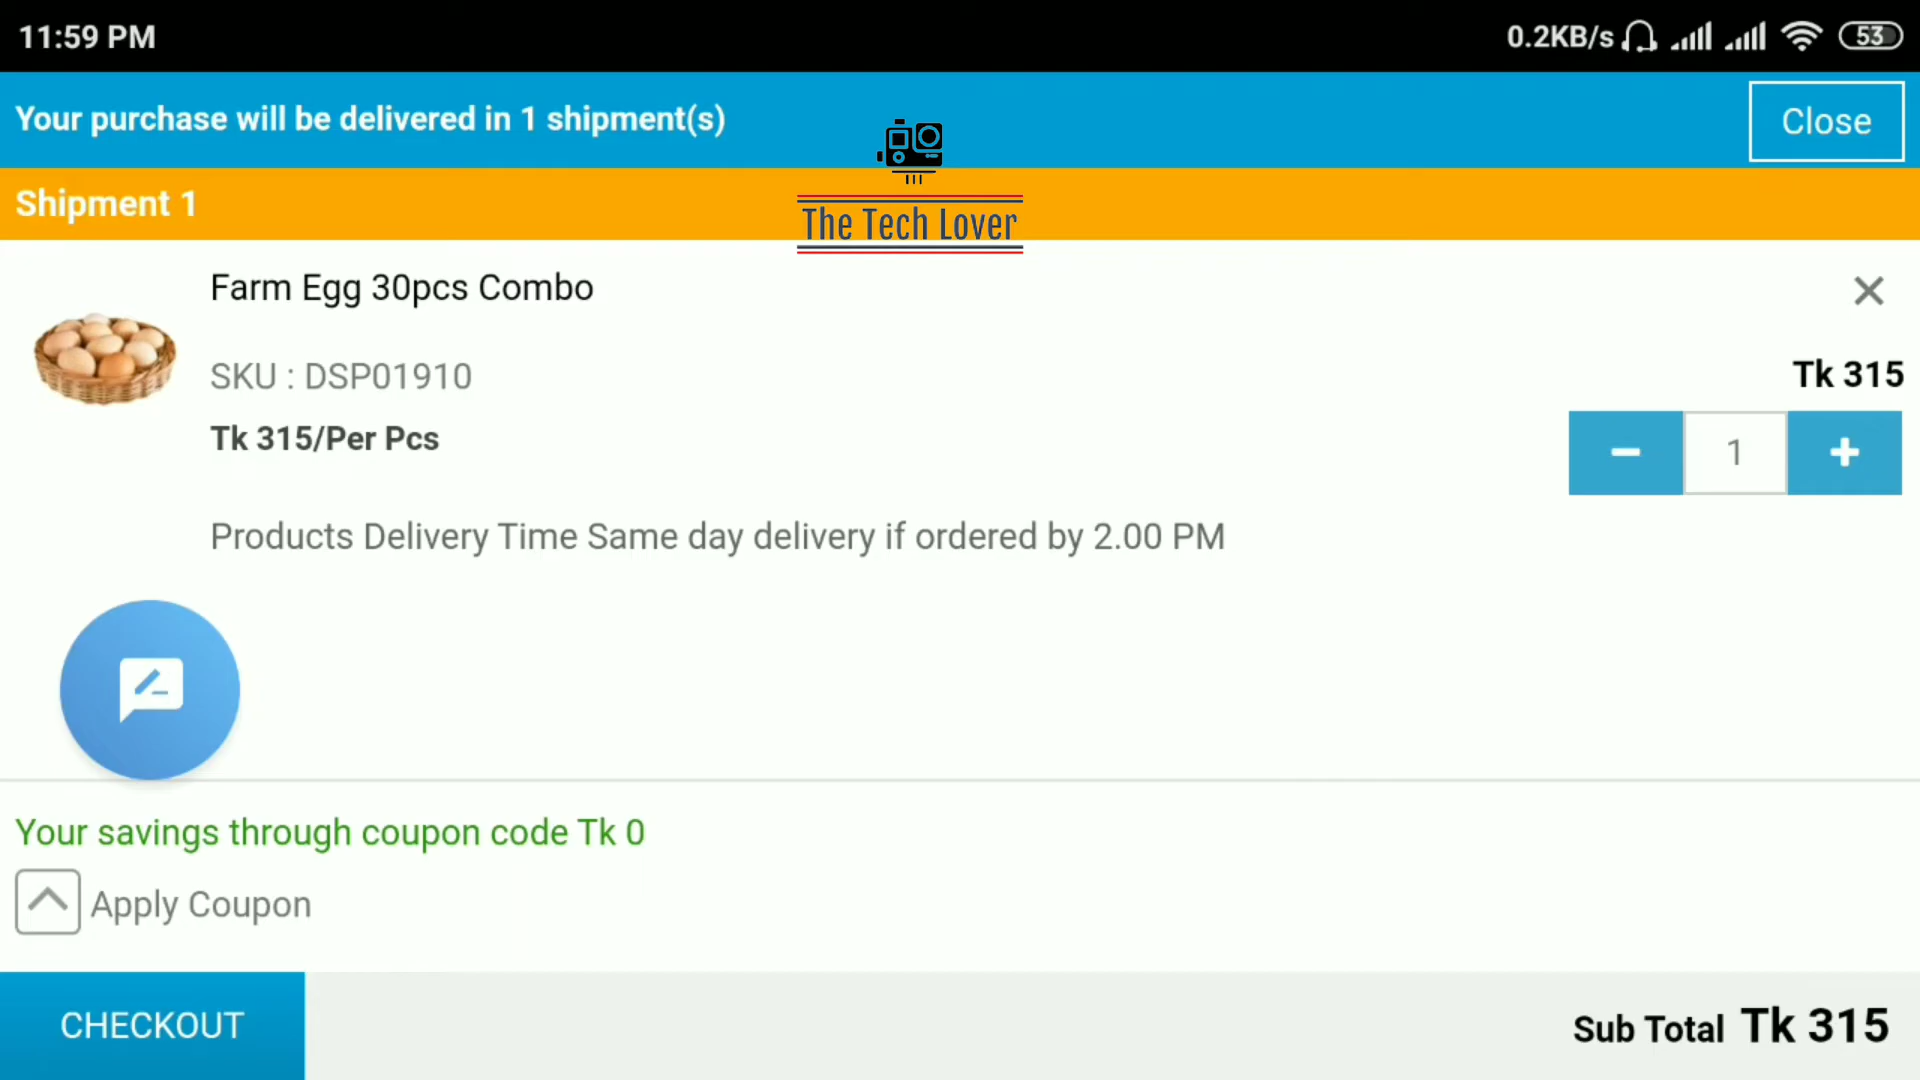 11:59 PM
0.2KB/s
53
Your purchase will be delivered in 1 shipment(s)
Close
Shipment 1
The Tech Lover
Farm Egg 30pcs Combo
SKU : DSP01910
Tk 315
Tk 315/Per Pcs
1
Products Delivery Time Same day delivery if ordered by 2.00 PM
Your savings through coupon code Tk 0
Apply Coupon
CHECKOUT
Sub Total Tk 315